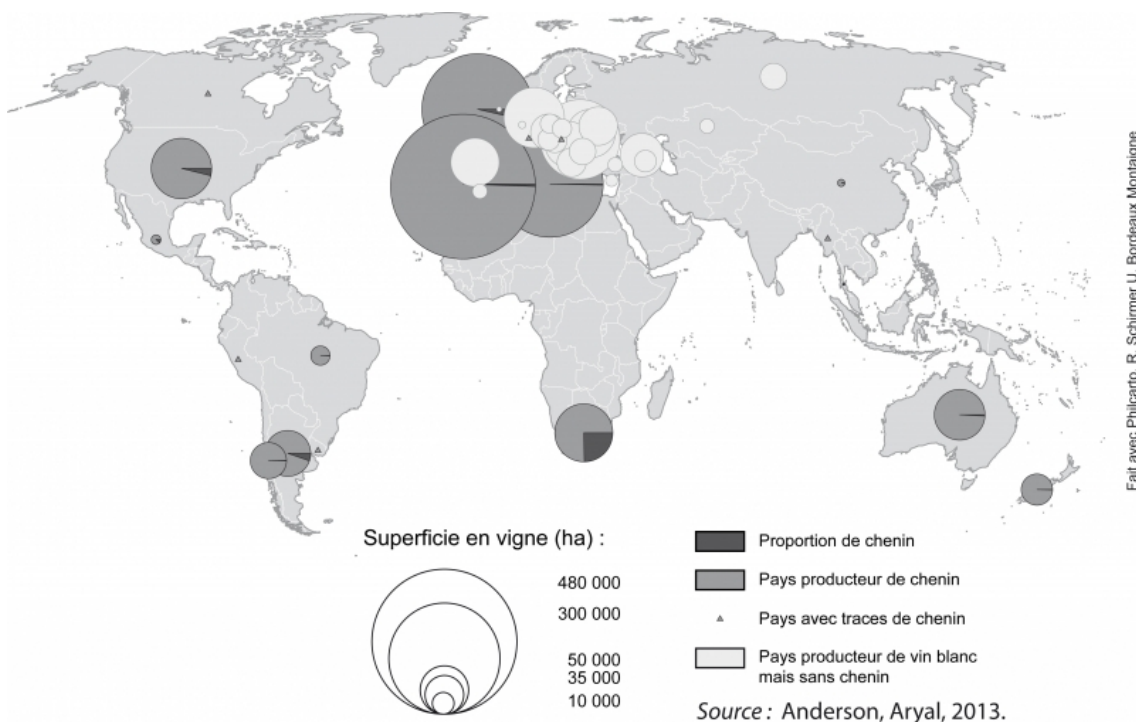 Superficie en vigne (ha) :
480 000
300 000
50 000
35 000
10 000
Proportion de chenin
Pays producteur de chenin
Pays avec traces de chenin
Pays producteur de vin blanc
mais sans chenin
Source : Anderson, Aryal, 2013.
Fait avec Philcarto, R. Schirmer U. Bordeaux Montaigne